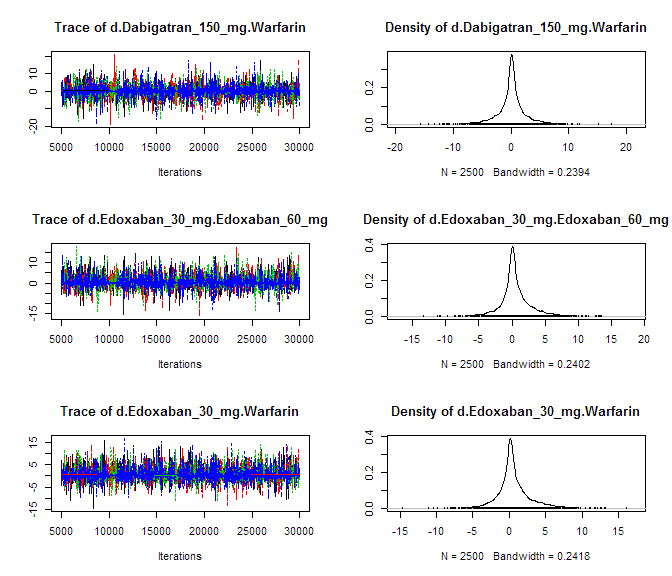 Trace of d.Dabigatran_150_mg.Warfarin
-20 0 10
5000 10000 15000 20000 25000 30000
Iterations
Density of d.Dabigatran_150_mg.Warfarin
0.0 0.2
-20 -10 0 10 20
N = 2500 Bandwidth = 0.2394
Trace of d.Edoxaban_30_mg.Edoxaban_60_mg
-15 0 10
5000 10000 15000 20000 25000 30000
Iterations
Density of d.Edoxaban_30_mg.Edoxaban_60_mg
0.0 0.2 0.4
-15 -10 -5 0 5 10 15 20
N = 2500 Bandwidth = 0.2402
Trace of d.Edoxaban_30_mg.Warfarin
-15 -5 5 15
5000 10000 15000 20000 25000 30000
Iterations
Density of d.Edoxaban_30_mg.Warfarin
0.0 0.2 0.4
-15 -10 -5 0 5 10 15
N = 2500 Bandwidth = 0.2418